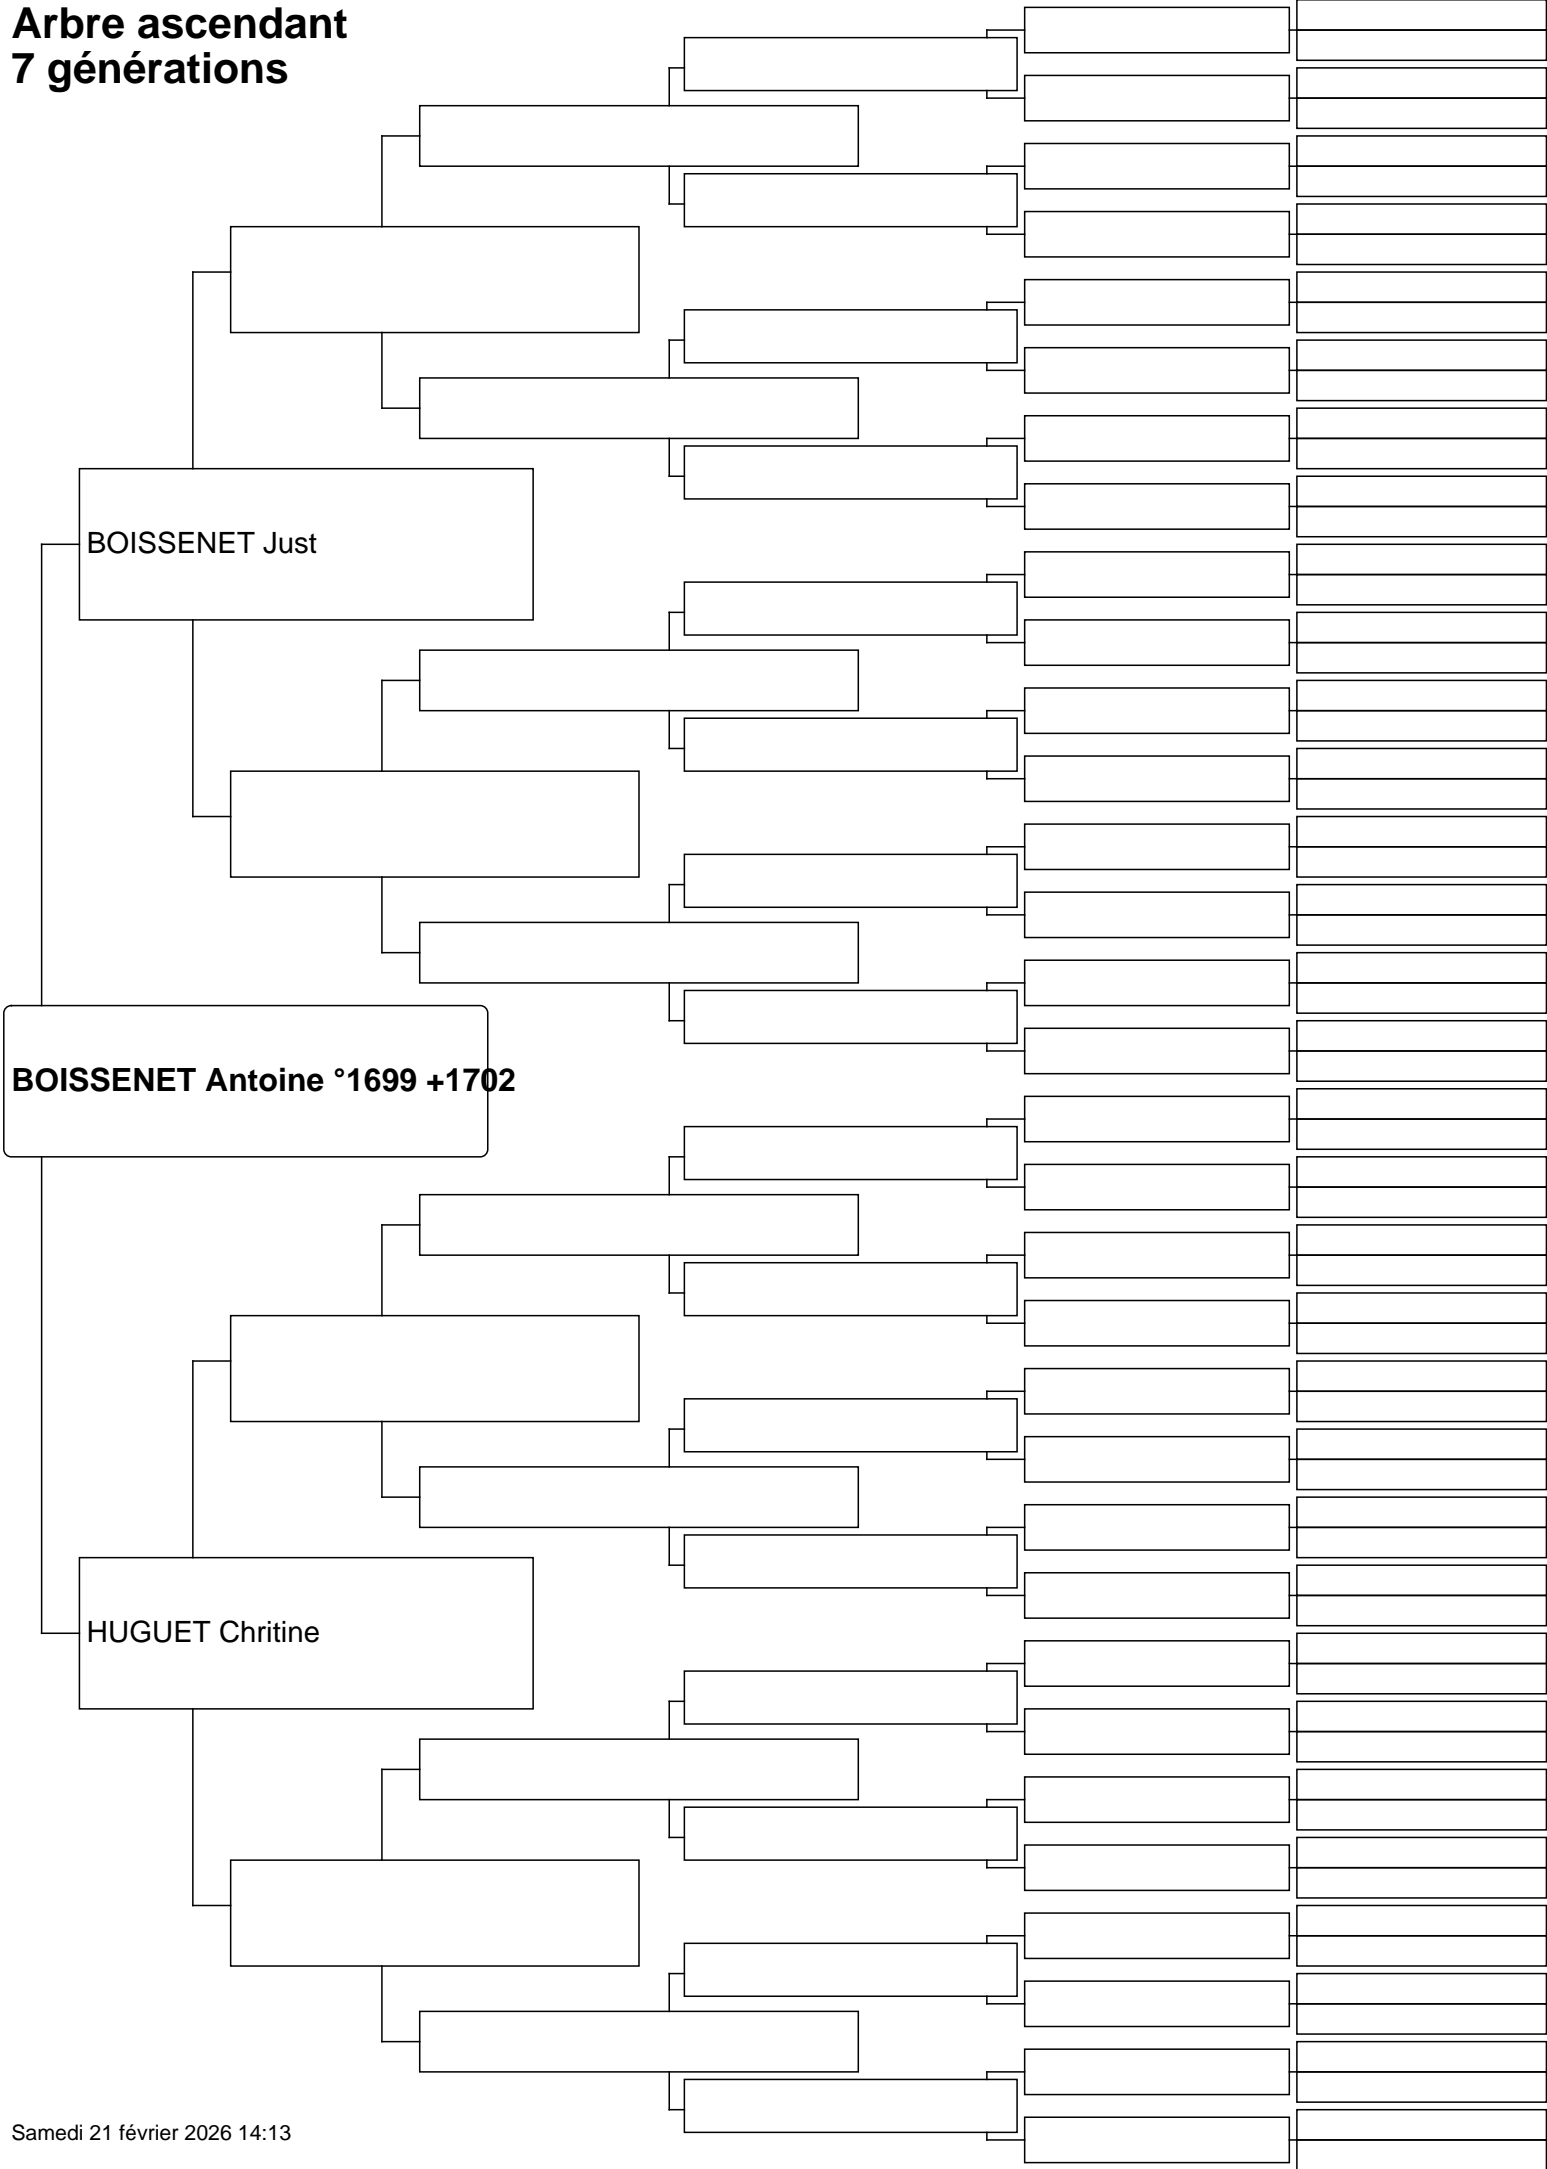 Arbre ascendant
7 générations
BOISSENET Just
BOISSENET Antoine °1699 +1702
HUGUET Chritine
Samedi 21 février 2026 14:13